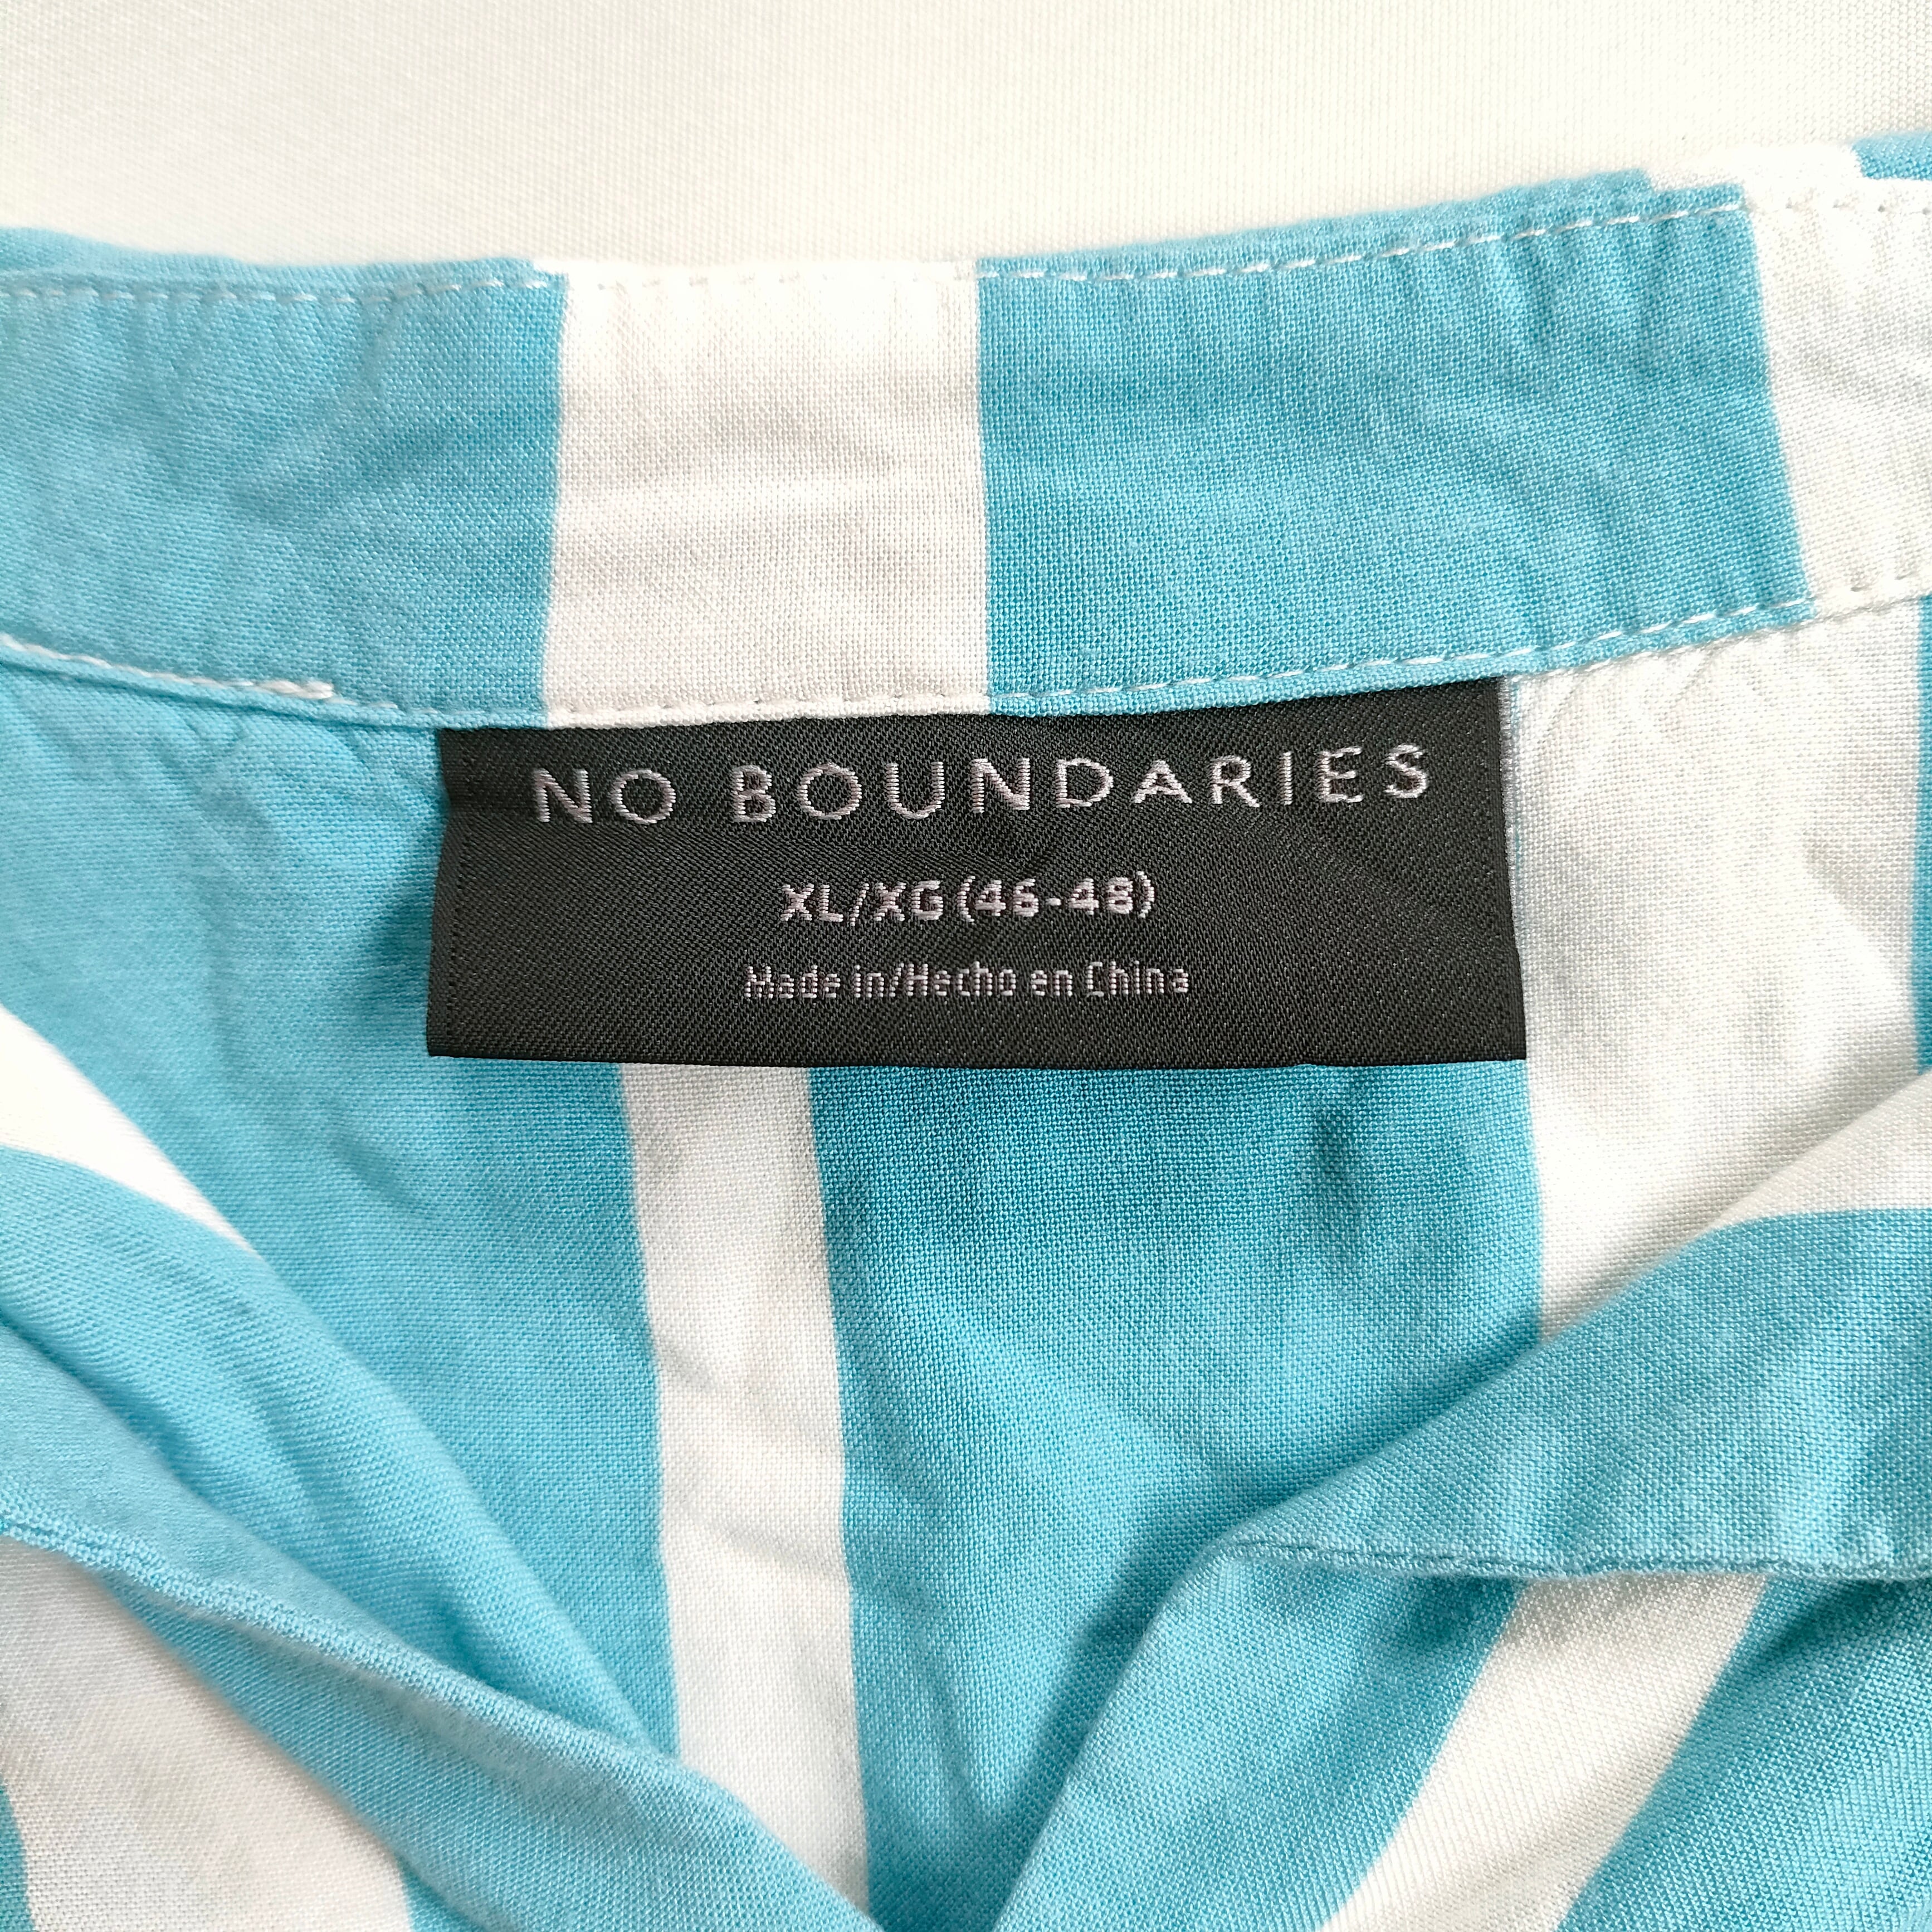 NO BOUNDARIES
XL/XG (46-48)
Made in/Hecho en China